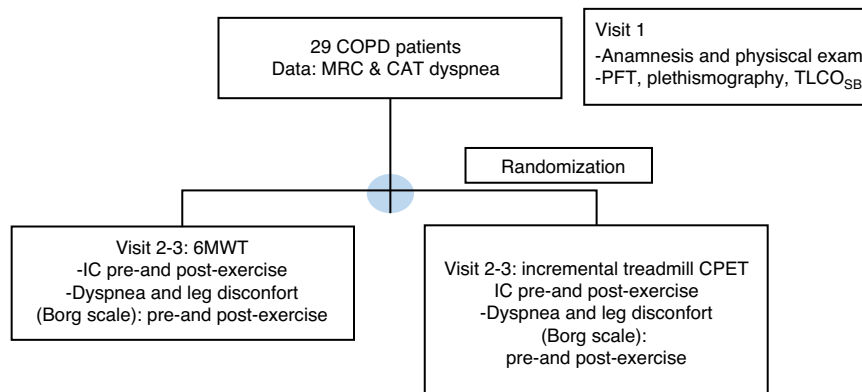 29 COPD patients
Data: MRC & CAT dyspnea
Visit 1
-Anamnesis and physiscal exam
-PFT, plethismography, TLCO SB
Randomization
Visit 2-3: 6MWT
-IC pre-and post-exercise
-Dyspnea and leg disconfort
(Borg scale): pre-and post-exercise
Visit 2-3: incremental treadmill CPET
IC pre-and post-exercise
-Dyspnea and leg disconfort
(Borg scale):
pre-and post-exercise